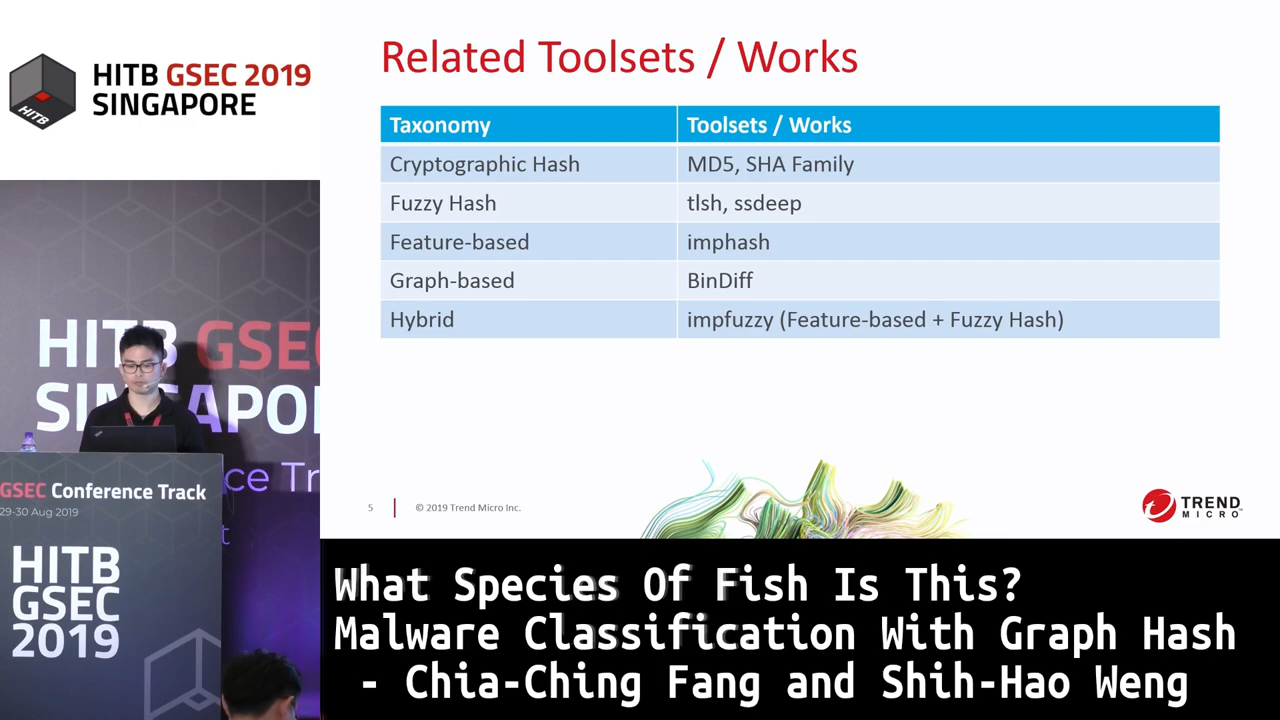 HITB GSEC 2019
SINGAPORE
HITB
Related Toolsets / Works
Taxonomy Toolsets / Works
Cryptographic Hash MD5, SHA Family
Fuzzy Hash tlsh, ssdeep
Feature-based imphash
Graph-based BinDiff
Hybrid impfuzzy (Feature-based + Fuzzy Hash)
5 © 2019 Trend Micro Inc.
TREND
MICRO
HITB GSEC
GSEC Conference Track
29-30 Aug 2019
HITB
GSEC
2019
What Species Of Fish Is This?
Malware Classification With Graph Hash
- Chia-Ching Fang and Shih-Hao Weng